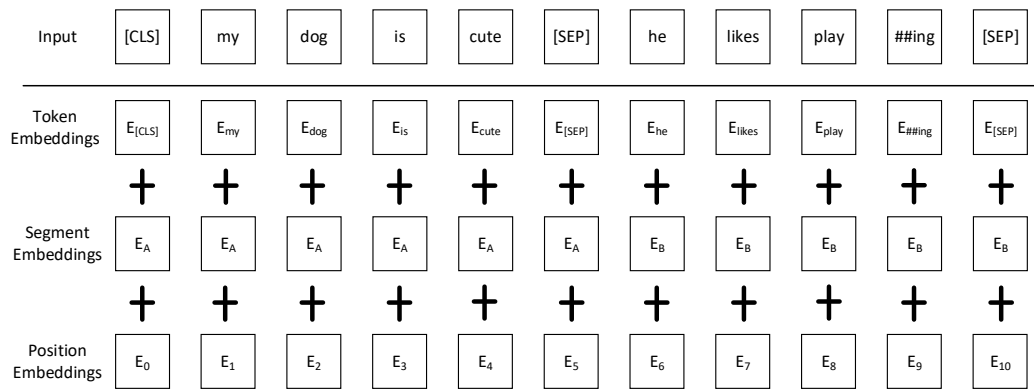 Input [CLS] my dog is cute [SEP] he likes play ##ing [SEP]
Token
Embeddings E[CLS] Emy Edog Eis Ecute E[SEP] Ehe Elikes Eplay E##ing E[SEP]
+ + + + + + + + + + +
Segment
Embeddings EA EA EA EA EA EA EB EB EB EB EB
+ + + + + + + + + + +
Position
Embeddings E0 E1 E2 E3 E4 E5 E6 E7 E8 E9 E10